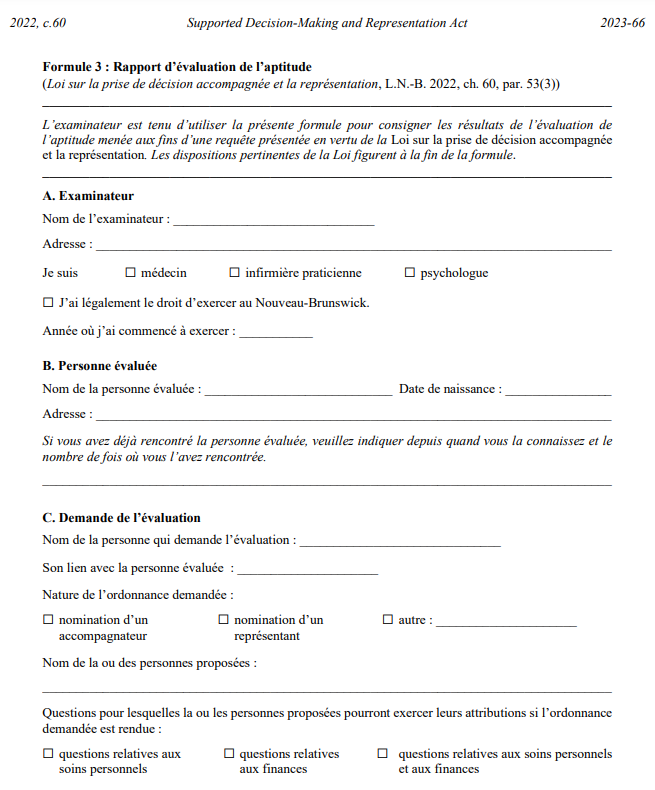 2022, c.60 Supported Decision-Making and Representation Act 2023-66
Formule 3 : Rapport d’évaluation de l’aptitude
(Loi sur la prise de décision accompagnée et la représentation, L.N.-B. 2022, ch. 60, par. 53(3))
L’examinateur est tenu d’utiliser la présente formule pour consigner les résultats de l’évaluation de
l’aptitude menée aux fins d’une requête présentée en vertu de la Loi sur la prise de décision accompagnée
et la représentation. Les dispositions pertinentes de la Loi figurent à la fin de la formule.
A. Examinateur
Nom de l’examinateur : ____________________
Adresse : ____________________
Je suis ☐ médecin ☐ infirmière praticienne ☐ psychologue
☐ J’ai légalement le droit d’exercer au Nouveau-Brunswick.
Année où j’ai commencé à exercer : ___________
B. Personne évaluée
Nom de la personne évaluée : ____________________ Date de naissance : ____________
Adresse : ____________________
Si vous avez déjà rencontré la personne évaluée, veuillez indiquer depuis quand vous la connaissez et le
nombre de fois où vous l’avez rencontrée.
C. Demande de l’évaluation
Nom de la personne qui demande l’évaluation : ____________________
Son lien avec la personne évaluée : ____________________
Nature de l’ordonnance demandée :
☐ nomination d’un ☐ nomination d’un ☐ autre : ____________________
accompagnateur représentant
Nom de la ou des personnes proposées :
Questions pour lesquelles la ou les personnes proposées pourront exercer leurs attributions si l’ordonnance
demandée est rendue :
☐ questions relatives aux ☐ questions relatives ☐ questions relatives aux soins personnels
soins personnels aux finances et aux finances